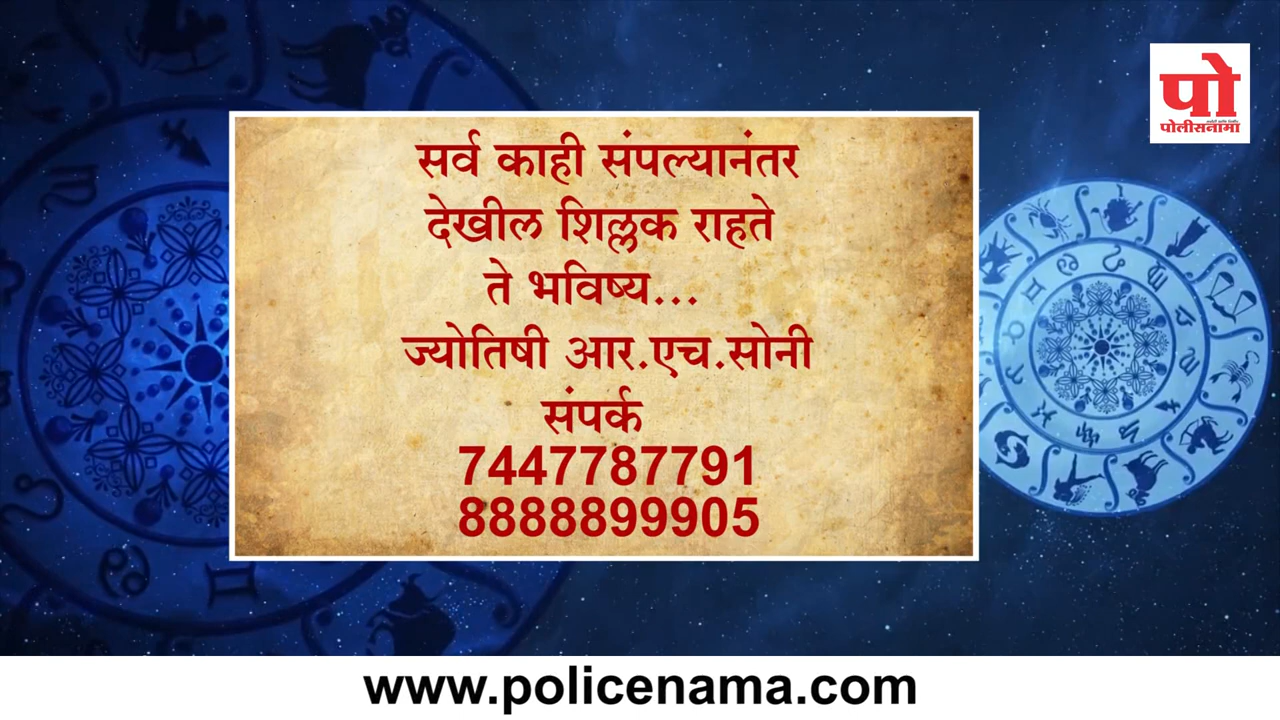 पो
पोलीसनामा
सर्व काही संपल्यानंतर
देखील शिल्लक राहते
ते भविष्य...
ज्योतिषी आर.एच.सोनी
संपर्क
7447787791
8888899905
www.policenama.com